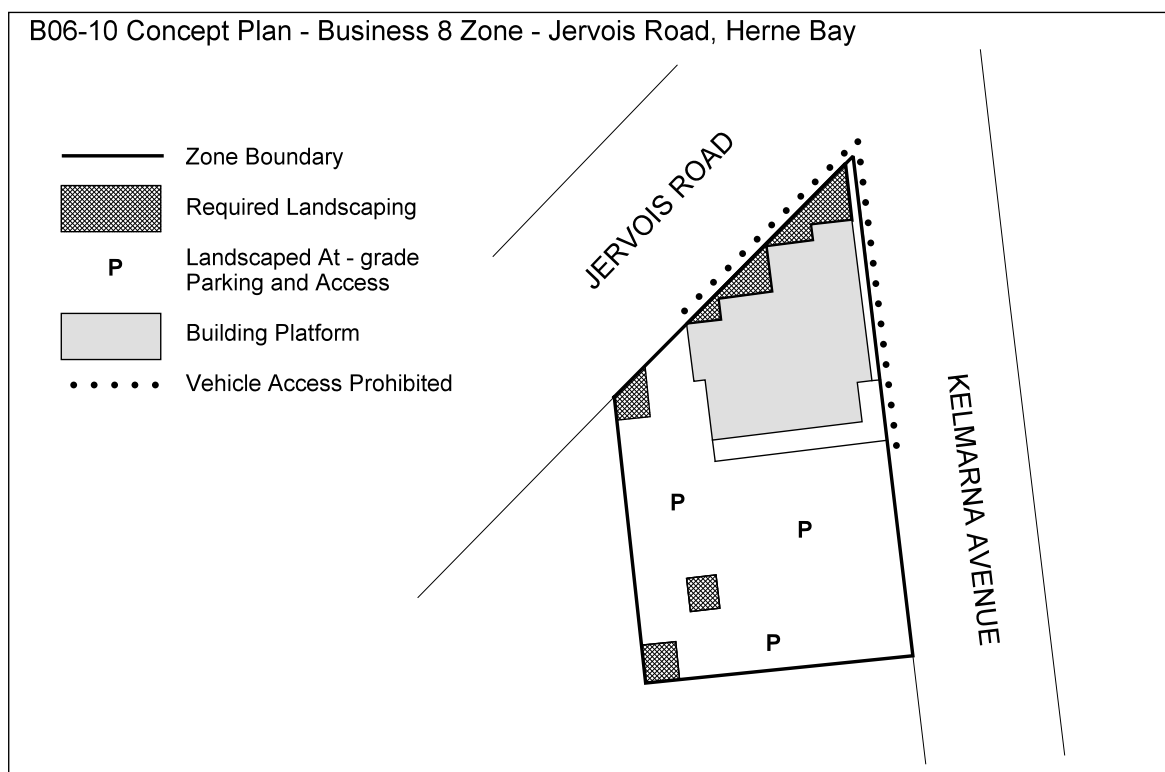 B06-10 Concept Plan - Business 8 Zone - Jervois Road, Herne Bay
Zone Boundary
Required Landscaping
P
Landscaped At - grade
Parking and Access
Building Platform
Vehicle Access Prohibited
JERVOIS ROAD
KELMARNA AVENUE
P
P
P